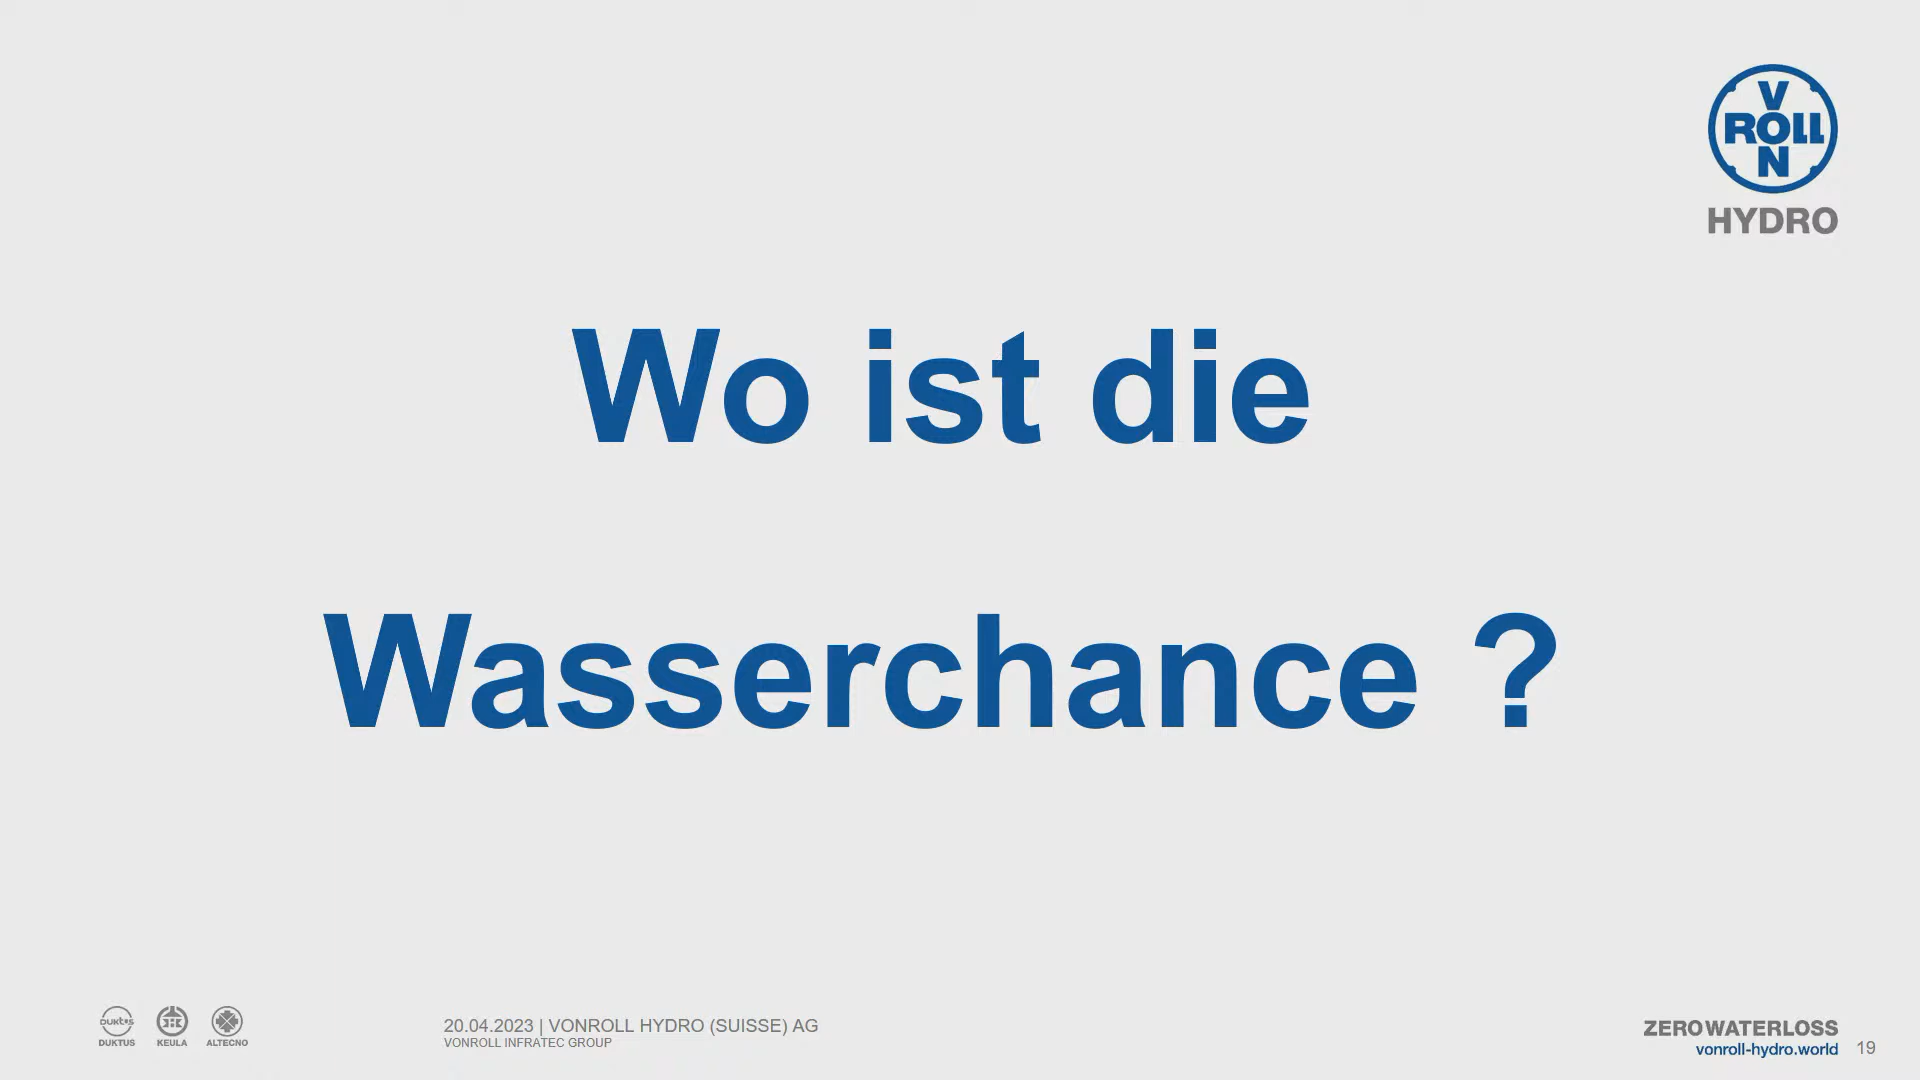 V
ROLL
N
HYDRO
Wo ist die
Wasserchance ?
DUKTUS
DUKTUS
KEULA
ALTECNO
20.04.2023 | VONROLL HYDRO (SUISSE) AG
VONROLL INFRATEC GROUP
ZEROWATERLOSS
vonroll-hydro.world
19